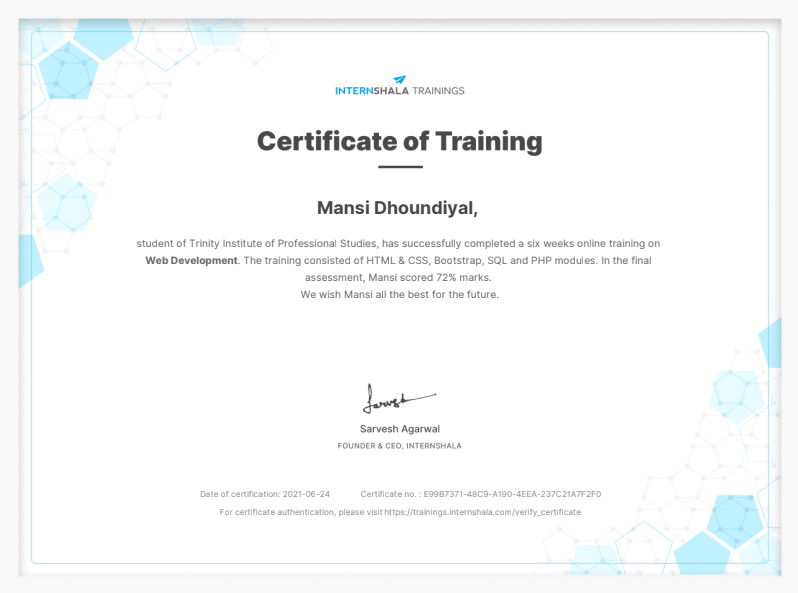 INTERNSHALA TRAININGS
Certificate of Training
Mansi Dhoundiyal,
student of Trinity Institute of Professional Studies, has successfully completed a six weeks online training on
Web Development. The training consisted of HTML & CSS, Bootstrap, SQL and PHP modules. In the final
assessment, Mansi scored 72% marks.
We wish Mansi all the best for the future.
Sarvesh
Sarvesh Agarwal
FOUNDER & CEO, INTERNSHALA
Date of certification: 2021-06-24 Certificate no. : E99B7371-48C9-A190-4EEA-237C21A7F2F0
For certificate authentication, please visit https://trainings.internshala.com/verify_certificate